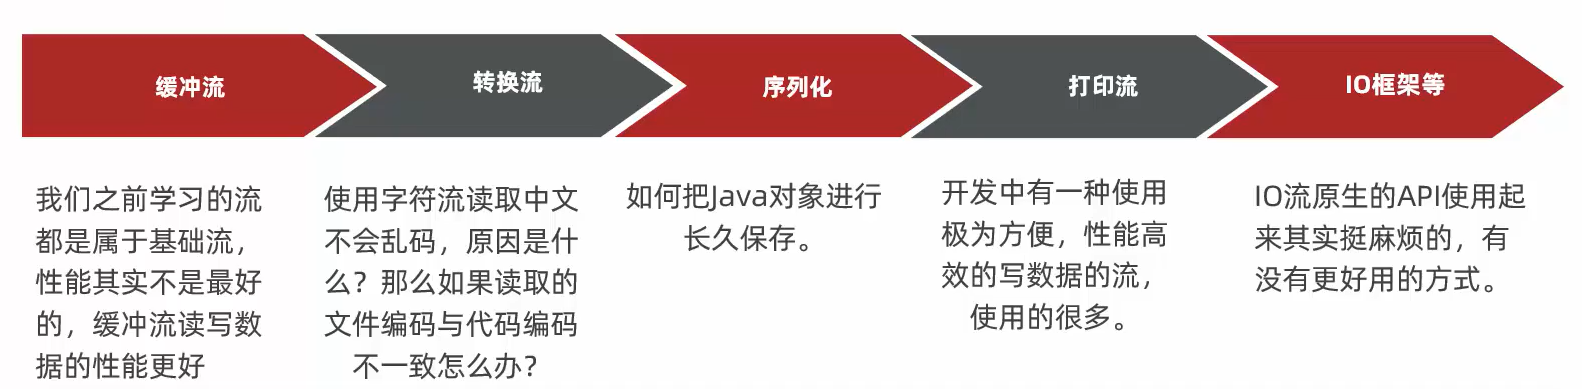 缓冲流
转换流
序列化
打印流
IO框架等
我们之前学习的流
都是属于基础流，
性能其实不是最好
的，缓冲流读写数
据的性能更好
使用字符流读取中文
不会乱码，原因是什
么？那么如果读取的
文件编码与代码编码
不一致怎么办？
如何把Java对象进行
长久保存。
开发中有一种使用
极为方便，性能高
效的写数据的流，
使用的很多。
IO流原生的API使用起
来其实挺麻烦的，有
没有更好用的方式。